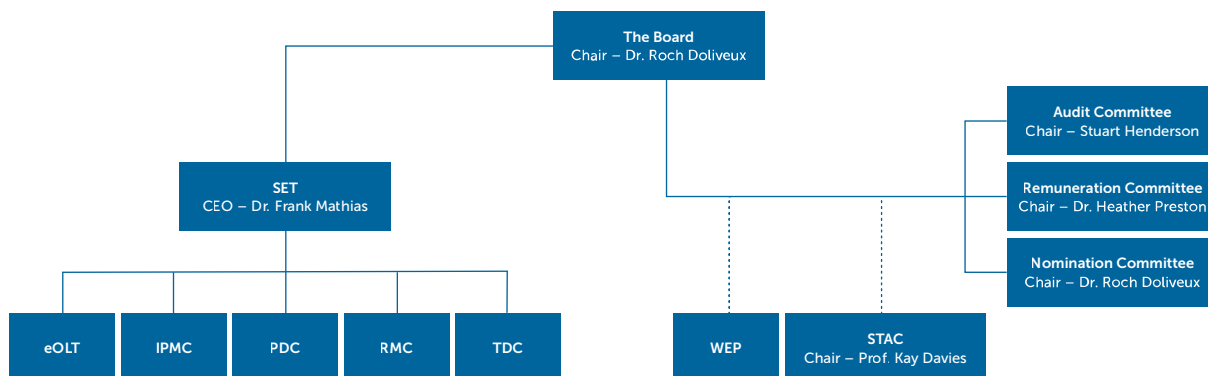 The Board
Chair – Dr. Roch Doliveux
Audit Committee
Chair – Stuart Henderson
SET
CEO – Dr. Frank Mathias
Remuneration Committee
Chair – Dr. Heather Preston
Nomination Committee
Chair – Dr. Roch Doliveux
eOLT
IPMC
PDC
RMC
TDC
WEP
STAC
Chair – Prof. Kay Davies